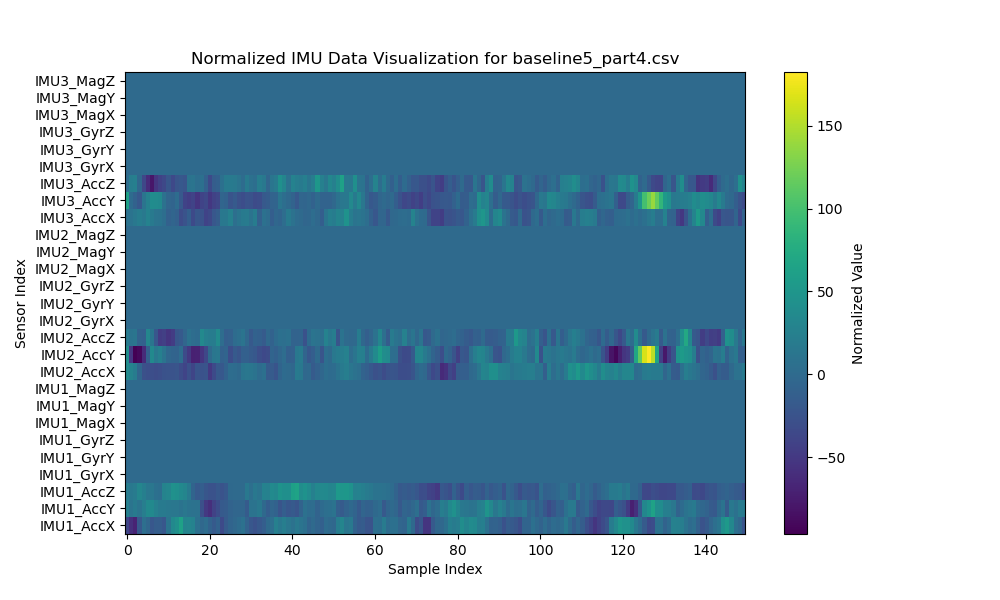 Normalized IMU Data Visualization for baseline5_part4.csv
IMU3_MagZ
IMU3_MagY
IMU3_MagX
IMU3_GyrZ
IMU3_GyrY
IMU3_GyrX
IMU3_AccZ
IMU3_AccY
IMU3_AccX
IMU2_MagZ
IMU2_MagY
IMU2_MagX
IMU2_GyrZ
IMU2_GyrY
IMU2_GyrX
IMU2_AccZ
IMU2_AccY
IMU2_AccX
IMU1_MagZ
IMU1_MagY
IMU1_MagX
IMU1_GyrZ
IMU1_GyrY
IMU1_GyrX
IMU1_AccZ
IMU1_AccY
IMU1_AccX
Sensor Index
0 20 40 60 80 100 120 140
Sample Index
150
100
50
0
−50
Normalized Value